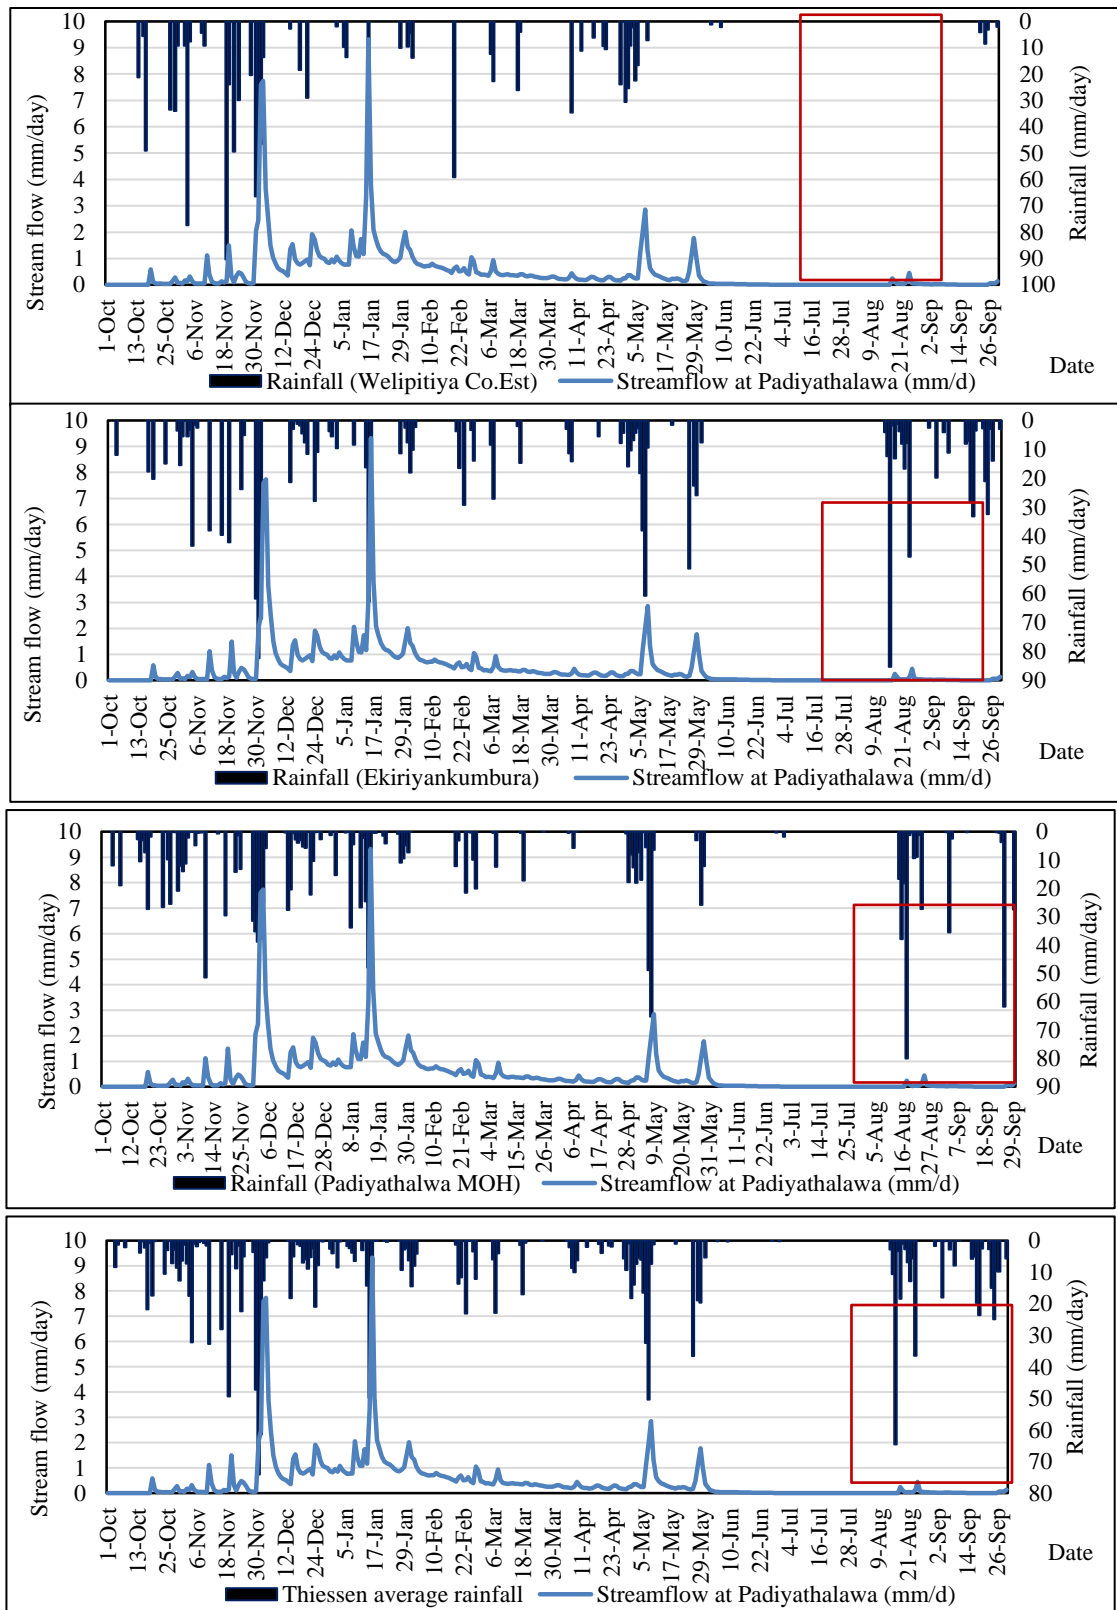 Stream flow (mm/day)
10 9 8 7 6 5 4 3 2 1 0
0 10 20 30 40 50 60 70 80 90 100
Rainfall (mm/day)
1-Oct 13-Oct 25-Oct 6-Nov 18-Nov 30-Nov 12-Dec 24-Dec 5-Jan 17-Jan 29-Jan 10-Feb 22-Feb 6-Mar 18-Mar 30-Mar 11-Apr 23-Apr 5-May 17-May 29-May 10-Jun 22-Jun 4-Jul 16-Jul 28-Jul 9-Aug 21-Aug 2-Sep 14-Sep 26-Sep
Date
Rainfall (Welipitiya Co.Est) Streamflow at Padiyathalawa (mm/d)
Stream flow (mm/day)
10 9 8 7 6 5 4 3 2 1 0
0 10 20 30 40 50 60 70 80 90
Rainfall (mm/day)
1-Oct 13-Oct 25-Oct 6-Nov 18-Nov 30-Nov 12-Dec 24-Dec 5-Jan 17-Jan 29-Jan 10-Feb 22-Feb 6-Mar 18-Mar 30-Mar 11-Apr 23-Apr 5-May 17-May 29-May 10-Jun 22-Jun 4-Jul 16-Jul 28-Jul 9-Aug 21-Aug 2-Sep 14-Sep 26-Sep
Date
Rainfall (Ekiriyankumbura) Streamflow at Padiyathalawa (mm/d)
Stream flow (mm/day)
10 9 8 7 6 5 4 3 2 1 0
0 10 20 30 40 50 60 70 80 90
Rainfall (mm/day)
1-Oct 12-Oct 23-Oct 3-Nov 14-Nov 25-Nov 6-Dec 17-Dec 28-Dec 8-Jan 19-Jan 30-Jan 10-Feb 21-Feb 4-Mar 15-Mar 26-Mar 6-Apr 17-Apr 28-Apr 9-May 20-May 31-May 11-Jun 22-Jun 3-Jul 14-Jul 25-Jul 5-Aug 16-Aug 27-Aug 7-Sep 18-Sep 29-Sep
Date
Rainfall (Padiyathalwa MOH) Streamflow at Padiyathalawa (mm/d)
Stream flow (mm/day)
10 9 8 7 6 5 4 3 2 1 0
0 10 20 30 40 50 60 70 80
Rainfall (mm/day)
1-Oct 13-Oct 25-Oct 6-Nov 18-Nov 30-Nov 12-Dec 24-Dec 5-Jan 17-Jan 29-Jan 10-Feb 22-Feb 6-Mar 18-Mar 30-Mar 11-Apr 23-Apr 5-May 17-May 29-May 10-Jun 22-Jun 4-Jul 16-Jul 28-Jul 9-Aug 21-Aug 2-Sep 14-Sep 26-Sep
Date
Thiessen average rainfall Streamflow at Padiyathalawa (mm/d)